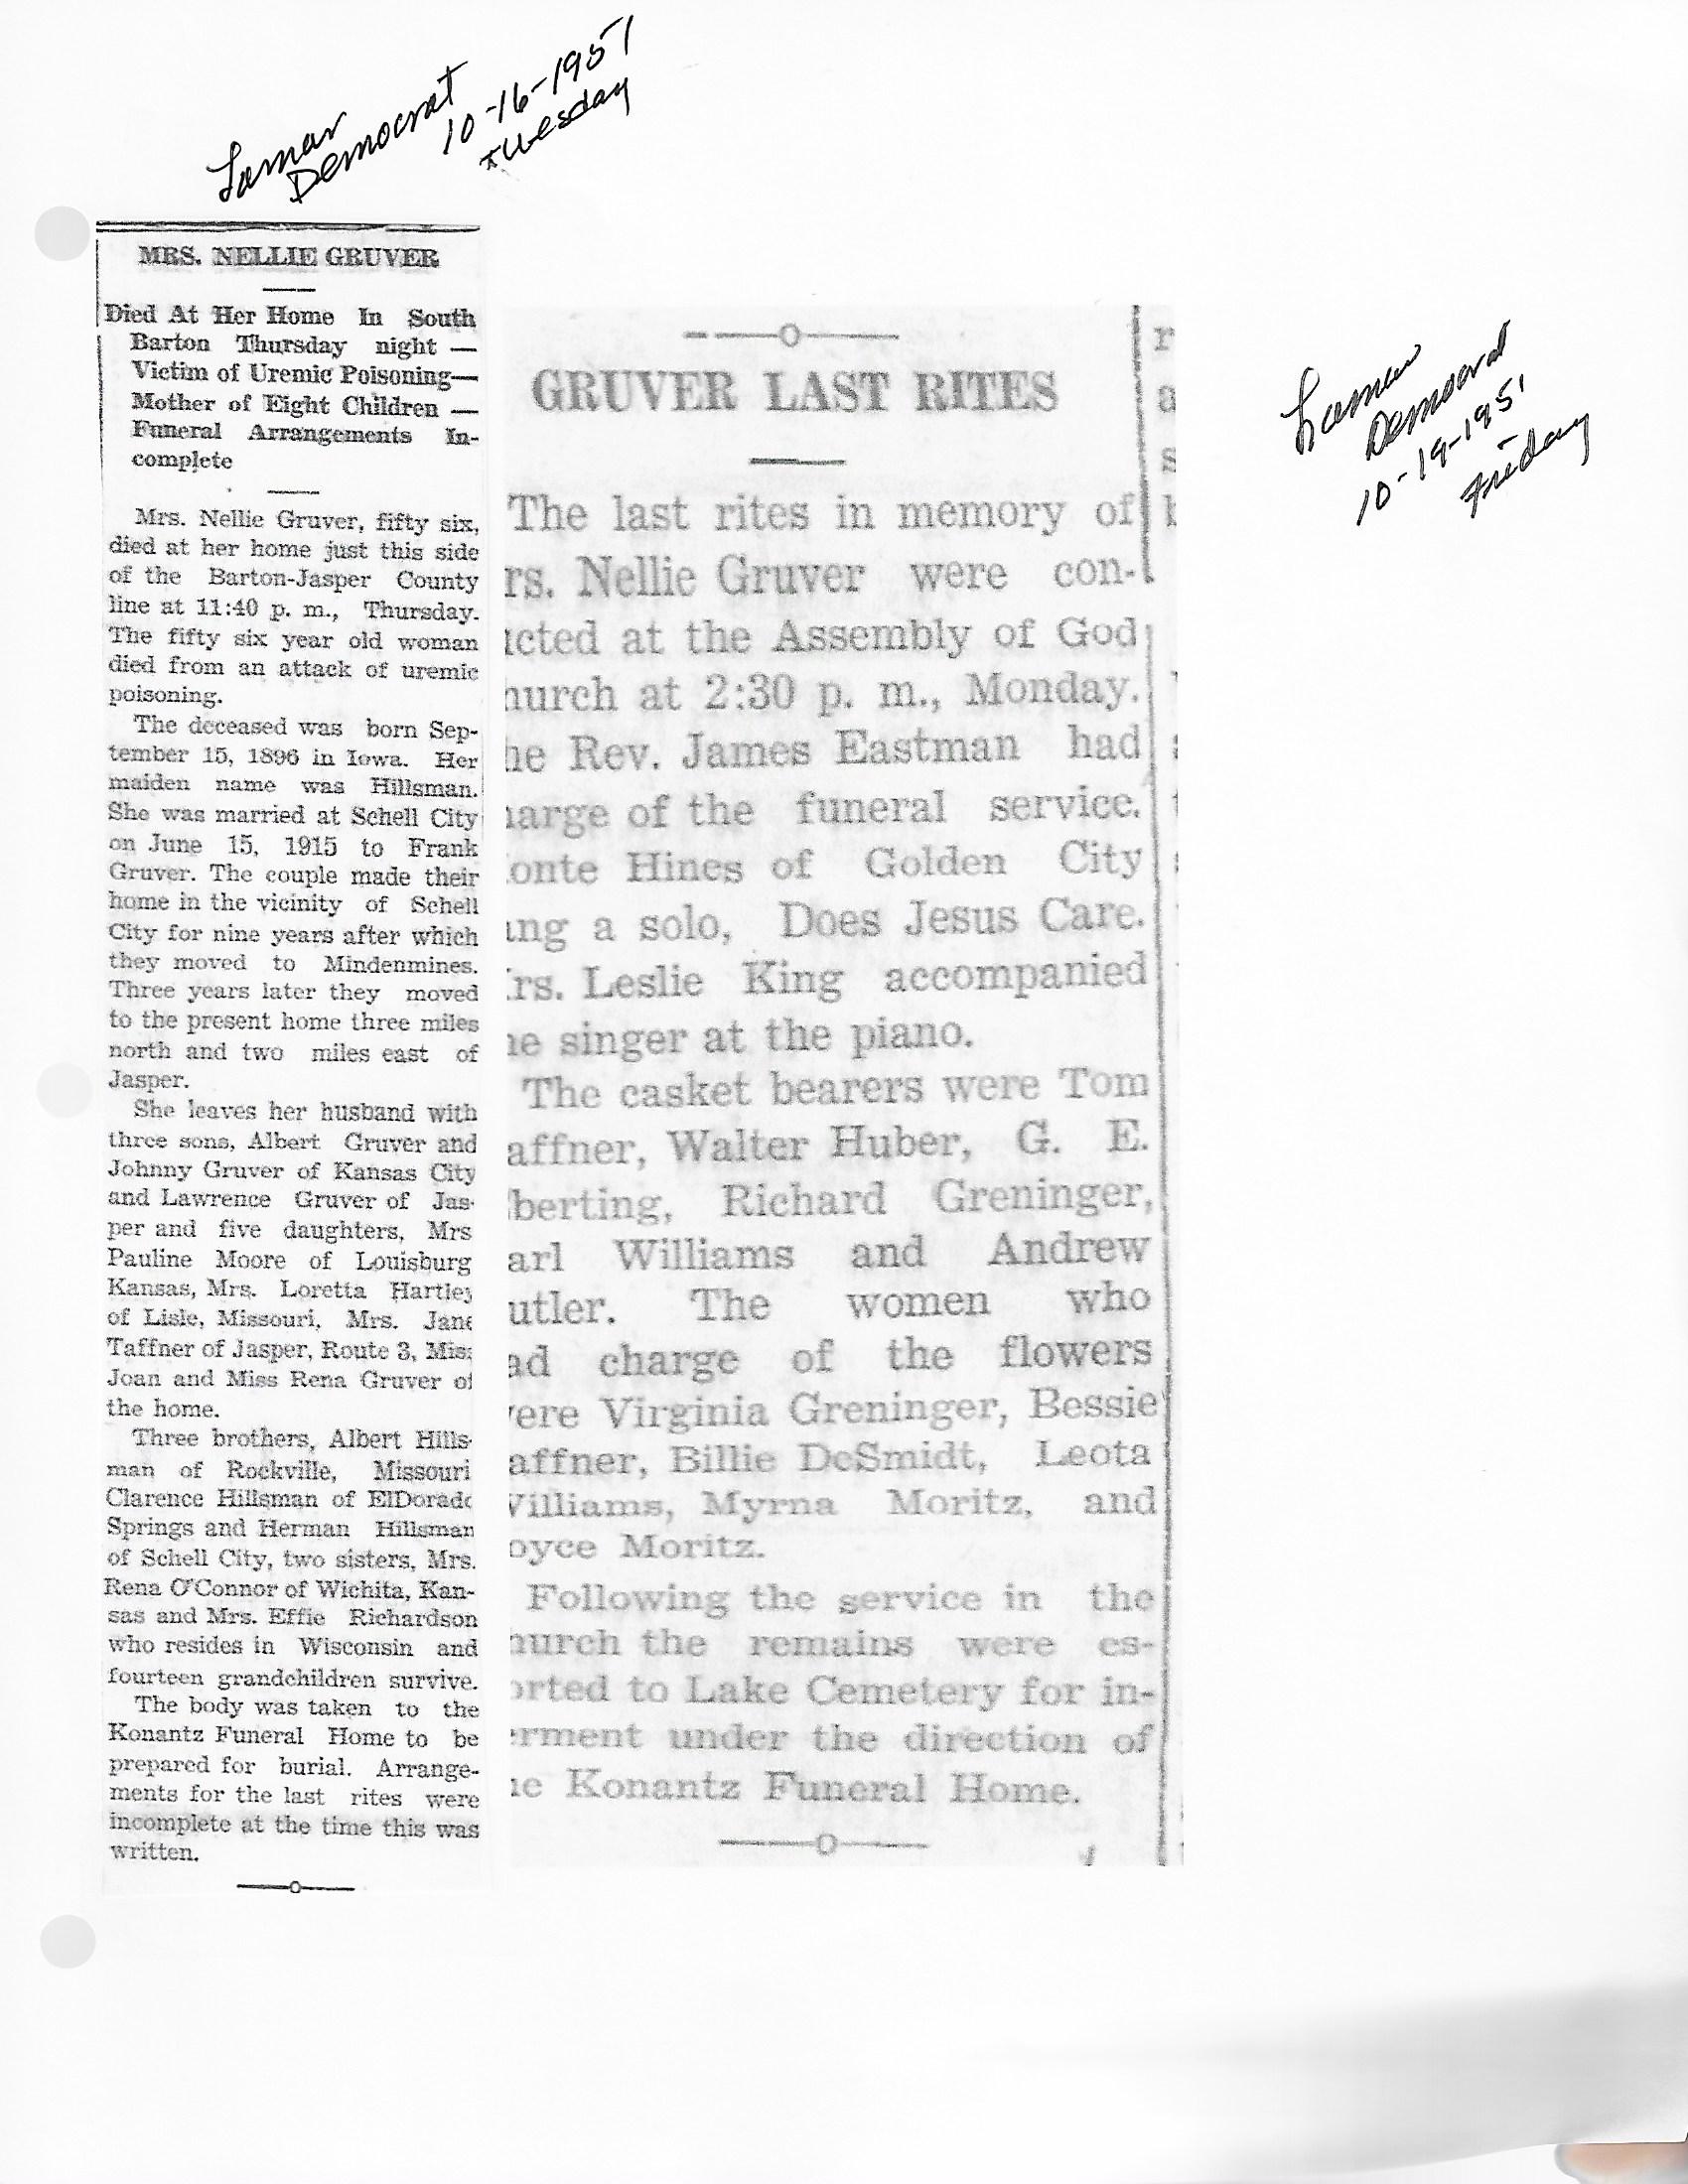 Lamar
Democrat
10-16-1951
Tuesday
MRS. NELLIE GRUVER
Died At Her Home In South
Barton Thursday night —
Victim of Uremic Poisoning—
Mother of Eight Children —
Funeral Arrangements In-
complete
Mrs. Nellie Gruver, fifty six,
died at her home just this side
of the Barton-Jasper County
line at 11:40 p. m., Thursday.
The fifty six year old woman
died from an attack of uremic
poisoning.
The deceased was born Sep-
tember 15, 1896 in Iowa. Her
maiden name was Hillsman.
She was married at Schell City
on June 15, 1915 to Frank
Gruver. The couple made their
home in the vicinity of Schell
City for nine years after which
they moved to Mindenmines.
Three years later they moved
to the present home three miles
north and two miles east of
Jasper.
She leaves her husband with
three sons, Albert Gruver and
Johnny Gruver of Kansas City
and Lawrence Gruver of Jas-
per and five daughters, Mrs
Pauline Moore of Louisburg
Kansas, Mrs. Loretta Hartley
of Lisle, Missouri, Mrs. Jane
Taffner of Jasper, Route 3, Miss
Joan and Miss Rena Gruver of
the home.
Three brothers, Albert Hills-
man of Rockville, Missouri
Clarence Hillsman of ElDorado
Springs and Herman Hillsman
of Schell City, two sisters, Mrs.
Rena O'Connor of Wichita, Kan-
sas and Mrs. Effie Richardson
who resides in Wisconsin and
fourteen grandchildren survive.
The body was taken to the
Konantz Funeral Home to be
prepared for burial. Arrange-
ments for the last rites were
incomplete at the time this was
written.
GRUVER LAST RITES
The last rites in memory of
rs. Nellie Gruver were con-
ucted at the Assembly of God
hurch at 2:30 p. m., Monday.
he Rev. James Eastman had
harge of the funeral service.
onte Hines of Golden City
ang a solo, Does Jesus Care.
rs. Leslie King accompanied
he singer at the piano.
The casket bearers were Tom
affner, Walter Huber, G. E.
berting, Richard Greninger,
arl Williams and Andrew
utler. The women who
ad charge of the flowers
vere Virginia Greninger, Bessie
affner, Billie DeSmidt, Leota
Villiams, Myrna Moritz, and
oyce Moritz.
Following the service in the
hurch the remains were es-
orted to Lake Cemetery for in-
erment under the direction of
he Konantz Funeral Home.
Lamar
Democrat
10-19-1951
Friday